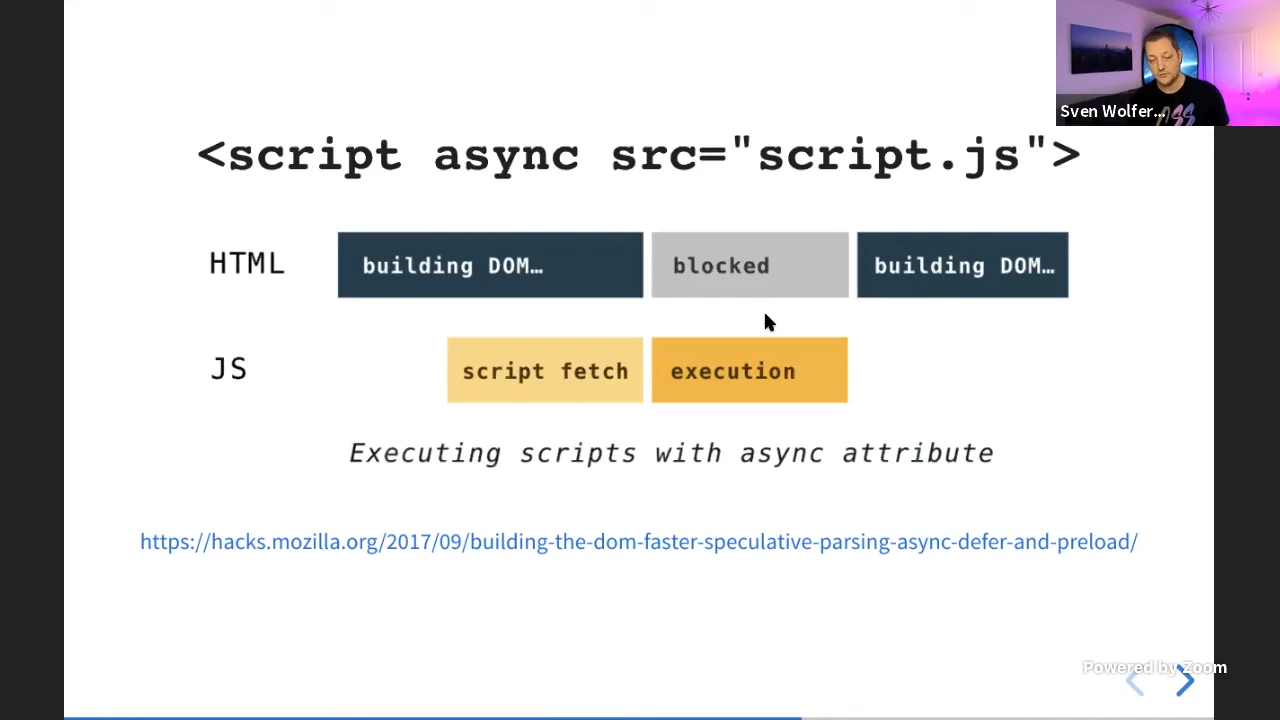 Sven Wolfer...
<script async src="script.js">
HTML building DOM… blocked building DOM…
JS script fetch execution
Executing scripts with async attribute
https://hacks.mozilla.org/2017/09/building-the-dom-faster-speculative-parsing-async-defer-and-preload/
Powered by Zoom